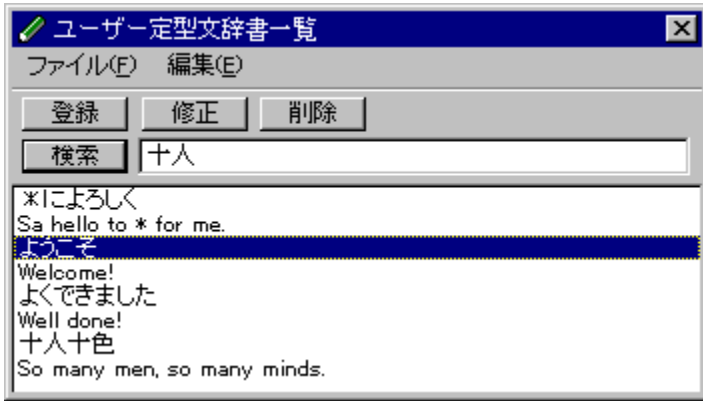 ユーザー定型文辞書一覧
ファイル(F) 編集(E)
登録 修正 削除
検索 十人
*によろしく
Sa hello to * for me.
ようこそ
Welcome!
よくできました
Well done!
十人十色
So many men, so many minds.